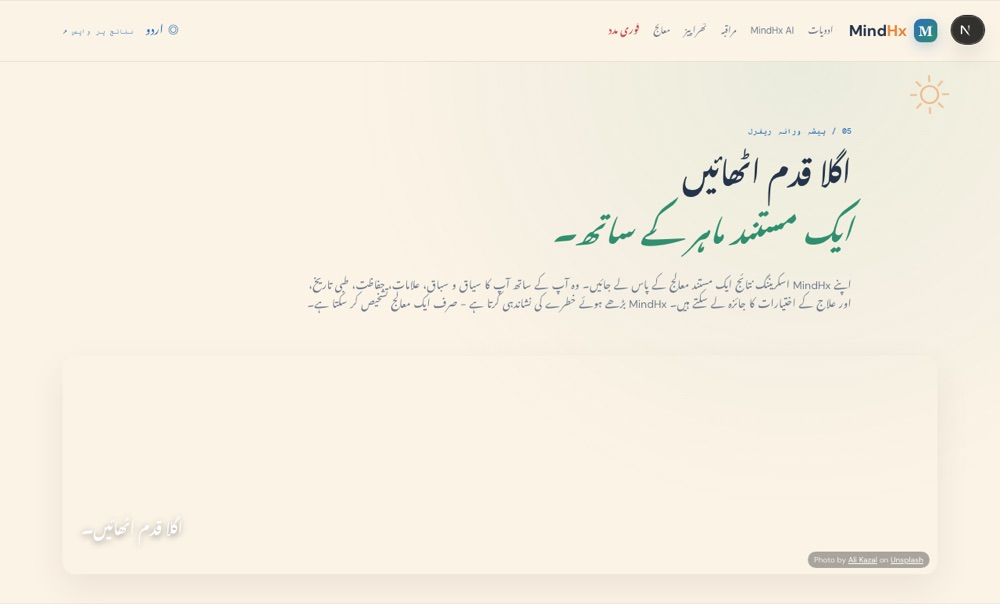 MindHx ادویات تھراپیز مراقبہ MindHx AI معالج فوری مدد
اردو نتائج پر واپس
05 / پیشہ ورانہ ریفرل
اگلا قدم اٹھائیں
ایک مستند ماہر کے ساتھ۔
اپنے MindHx اسکریننگ نتائج ایک مستند معالج کے پاس لے جائیں۔ وہ آپ کے ساتھ آپ کا سیاق و سباق، علامات، حفاظت، طبی تاریخ،
اور علاج کے اختیارات کا جائزہ لے سکتے ہیں۔ MindHx بڑھے ہوئے خطرے کی نشاندہی کرتا ہے - صرف ایک معالج تشخیص کر سکتا ہے۔
اگلا قدم اٹھائیں۔
Photo by Ali Kazal on Unsplash